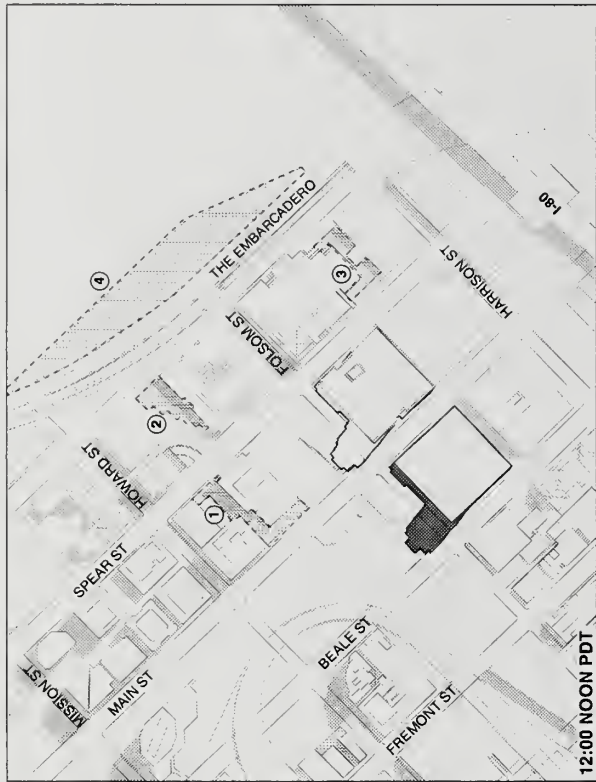 ④
THE EMBARCADERO
I-80
③
HARRISON ST
FOLSOM ST
②
HOWARD ST
①
SPEAR ST
MISSION ST
MAIN ST
BEALE ST
FREMONT ST
12:00 NOON PDT